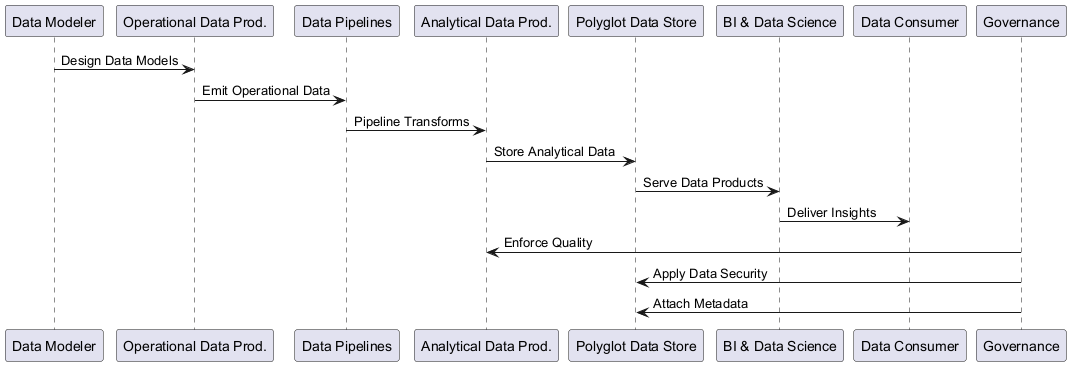 Data Modeler
Operational Data Prod.
Data Pipelines
Analytical Data Prod.
Polyglot Data Store
BI & Data Science
Data Consumer
Governance
Design Data Models
Emit Operational Data
Pipeline Transforms
Store Analytical Data
Serve Data Products
Deliver Insights
Enforce Quality
Apply Data Security
Attach Metadata
Data Modeler
Operational Data Prod.
Data Pipelines
Analytical Data Prod.
Polyglot Data Store
BI & Data Science
Data Consumer
Governance